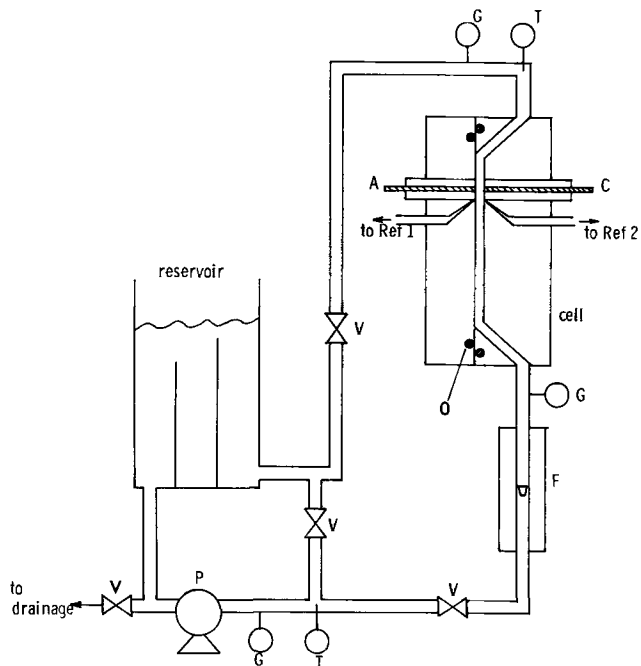 G
T
A
C
to Ref 1
to Ref 2
reservoir
cell
V
O
G
F
V
P
V
V
to
drainage
G
T